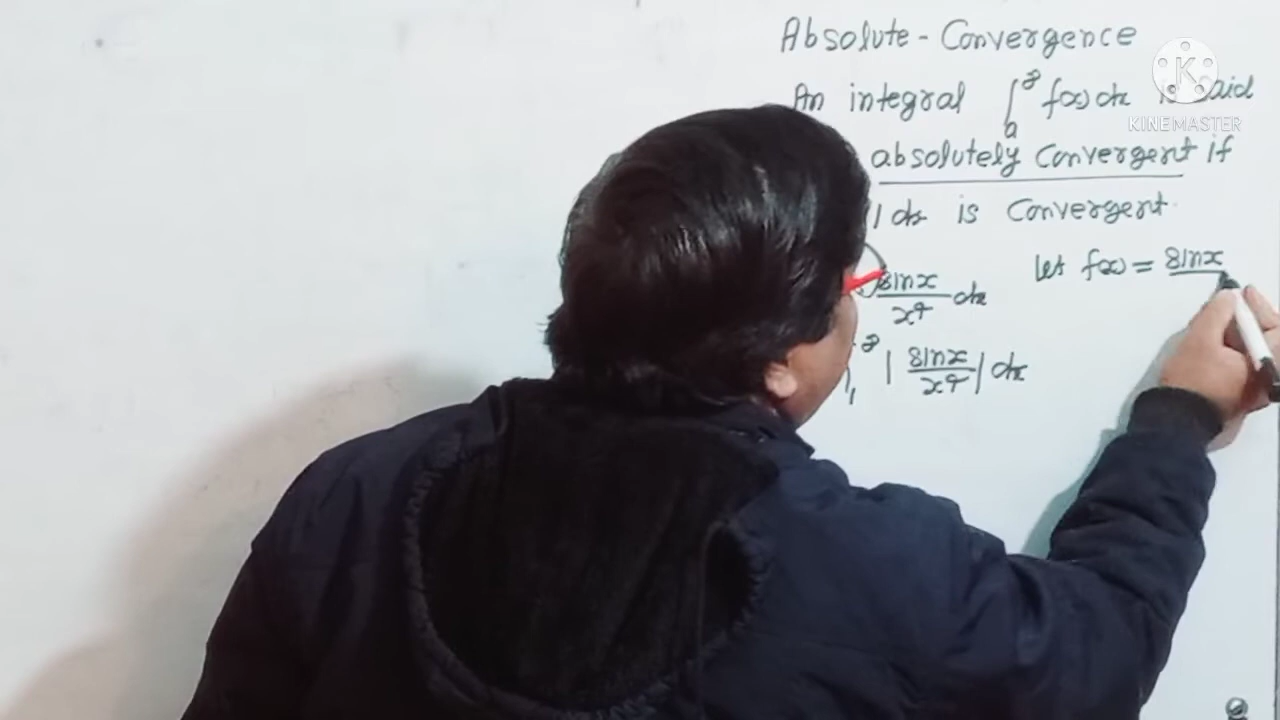 Absolute - Convergence
An integral ∫ₐ^∞ f(x) dx is said
absolutely Convergent if
| dx is Convergent.
sinx/x⁴ dx let f(x) = sinx
∫₁^∞ | sinx/x⁴ | dx
K
KINEMASTER